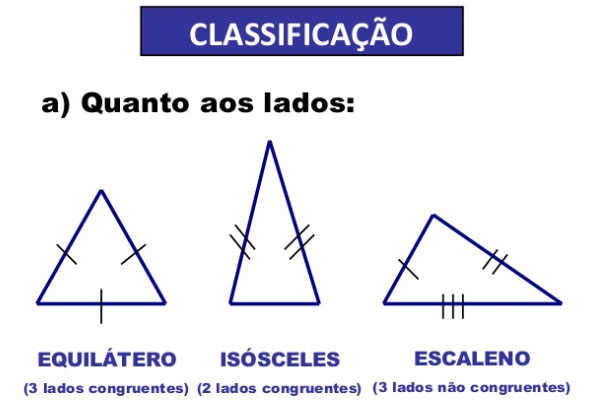 CLASSIFICAÇÃO
a) Quanto aos lados:
EQUILÁTERO ISÓSCELES ESCALENO
(3 lados congruentes) (2 lados congruentes) (3 lados não congruentes)